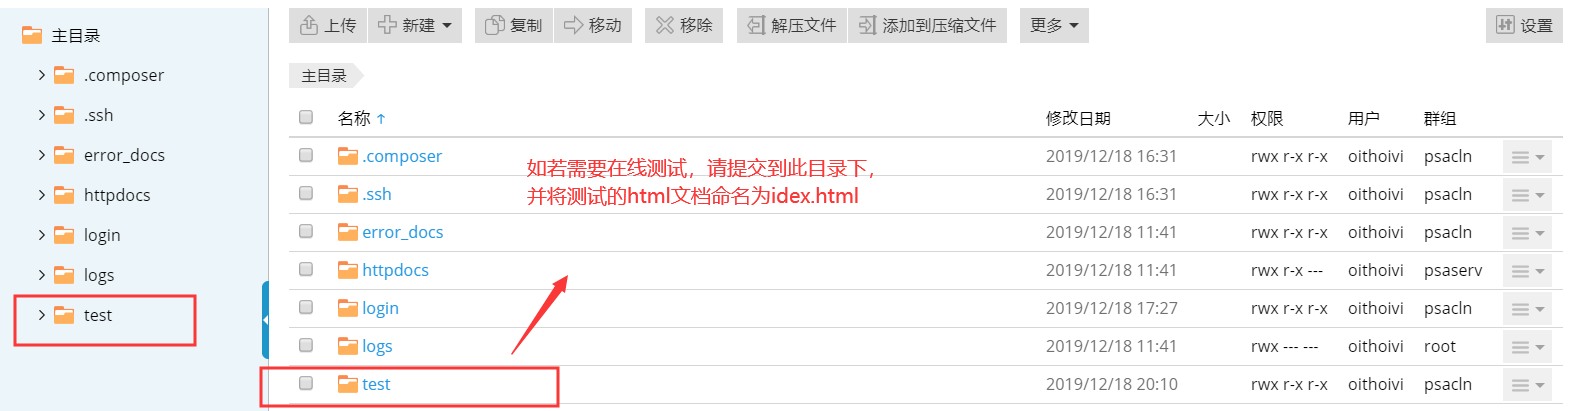 主目录
.composer
.ssh
error_docs
httpdocs
login
logs
test
上传 新建 复制 移动 移除 解压文件 添加到压缩文件 更多 设置
主目录
名称 ↑ 修改日期 大小 权限 用户 群组
.composer 2019/12/18 16:31 rwx r-x r-x oithoivi psacln
.ssh 2019/12/18 16:31 rwx r-x r-x oithoivi psacln
error_docs 2019/12/18 11:41 rwx r-x r-x oithoivi psacln
httpdocs 2019/12/18 11:41 rwx r-x --- oithoivi psaserv
login 2019/12/18 17:27 rwx r-x r-x oithoivi psacln
logs 2019/12/18 11:41 rwx --- --- oithoivi root
test 2019/12/18 20:10 rwx r-x r-x oithoivi psacln
如若需要在线测试，请提交到此目录下，
并将测试的html文档命名为idex.html